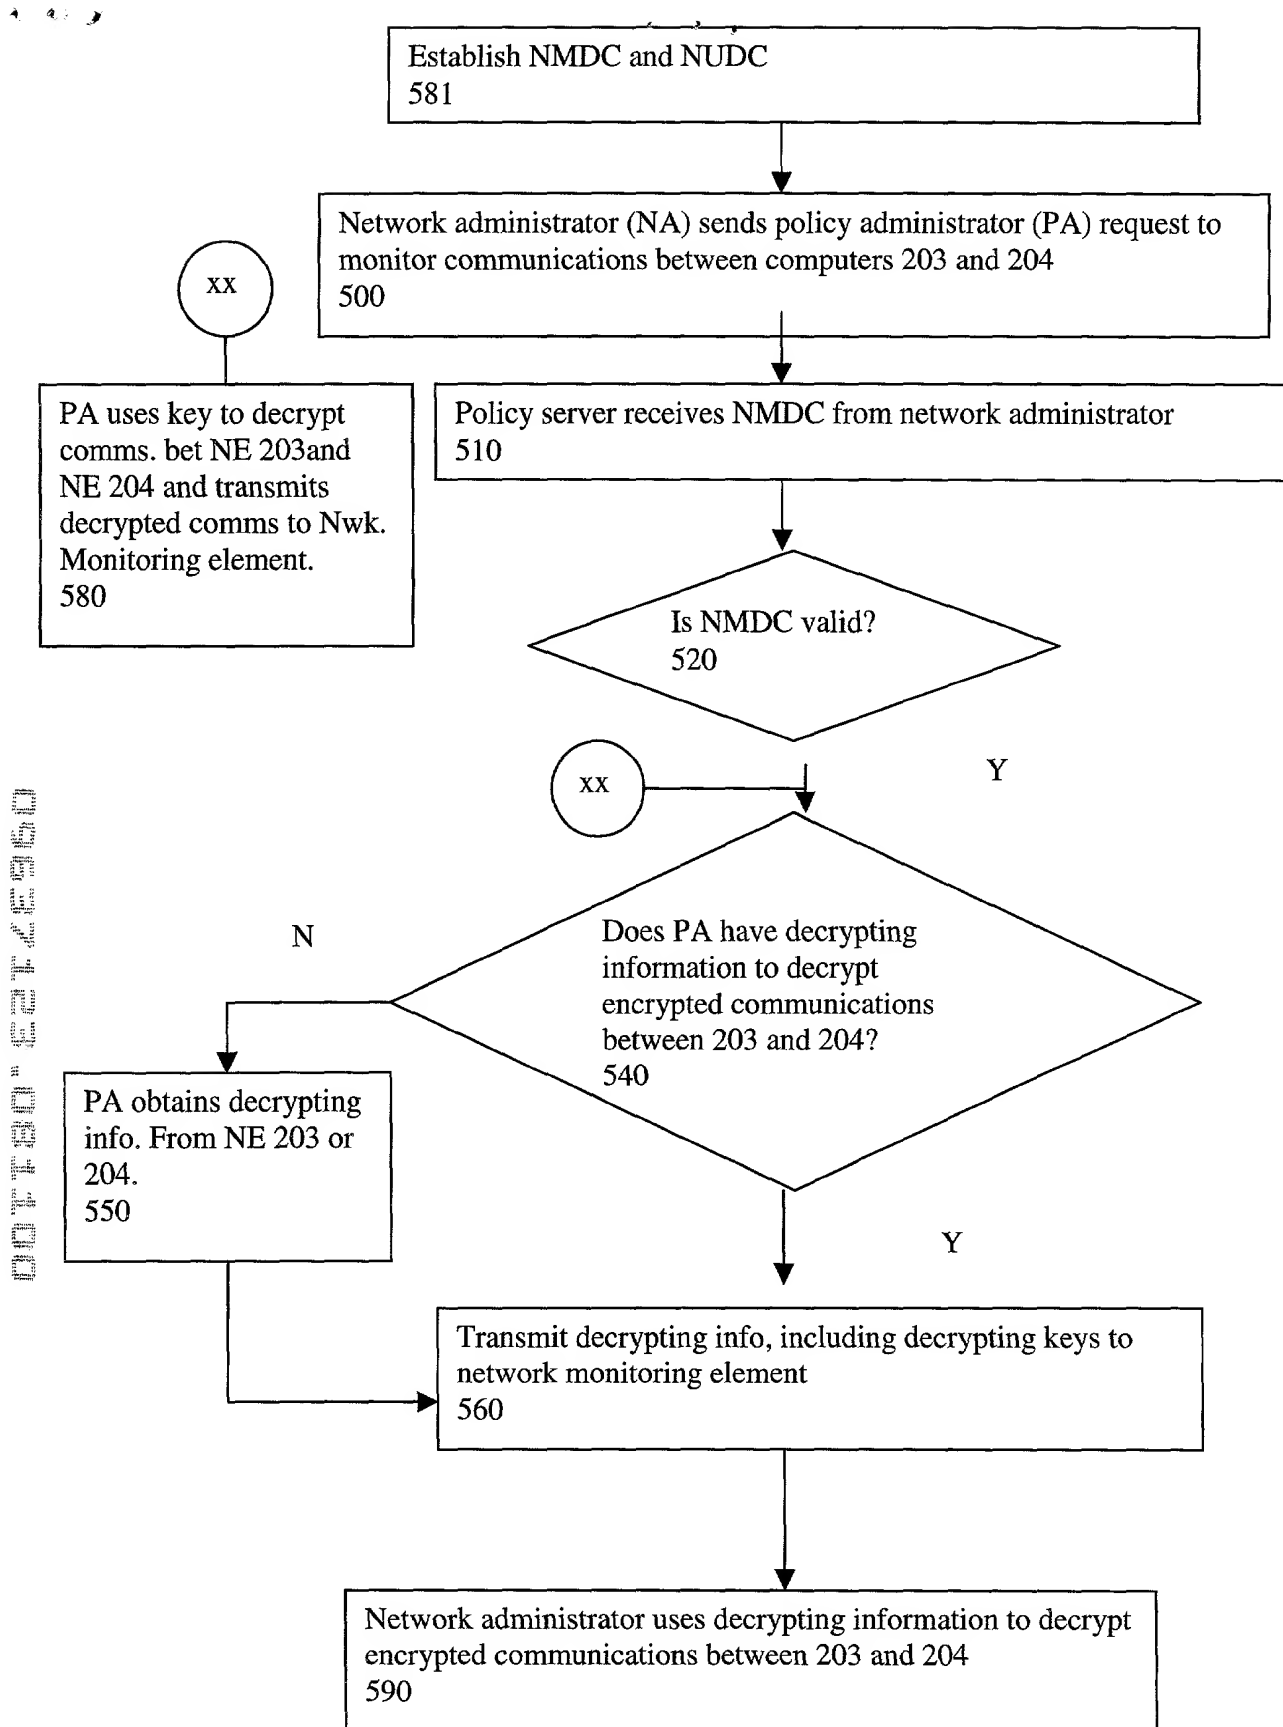 Establish NMDC and NUDC
581
Network administrator (NA) sends policy administrator (PA) request to
monitor communications between computers 203 and 204
500
xx
PA uses key to decrypt
comms. bet NE 203and
NE 204 and transmits
decrypted comms to Nwk.
Monitoring element.
580
Policy server receives NMDC from network administrator
510
Is NMDC valid?
520
Y
xx
N
Does PA have decrypting
information to decrypt
encrypted communications
between 203 and 204?
540
PA obtains decrypting
info. From NE 203 or
204.
550
Y
Transmit decrypting info, including decrypting keys to
network monitoring element
560
Network administrator uses decrypting information to decrypt
encrypted communications between 203 and 204
590